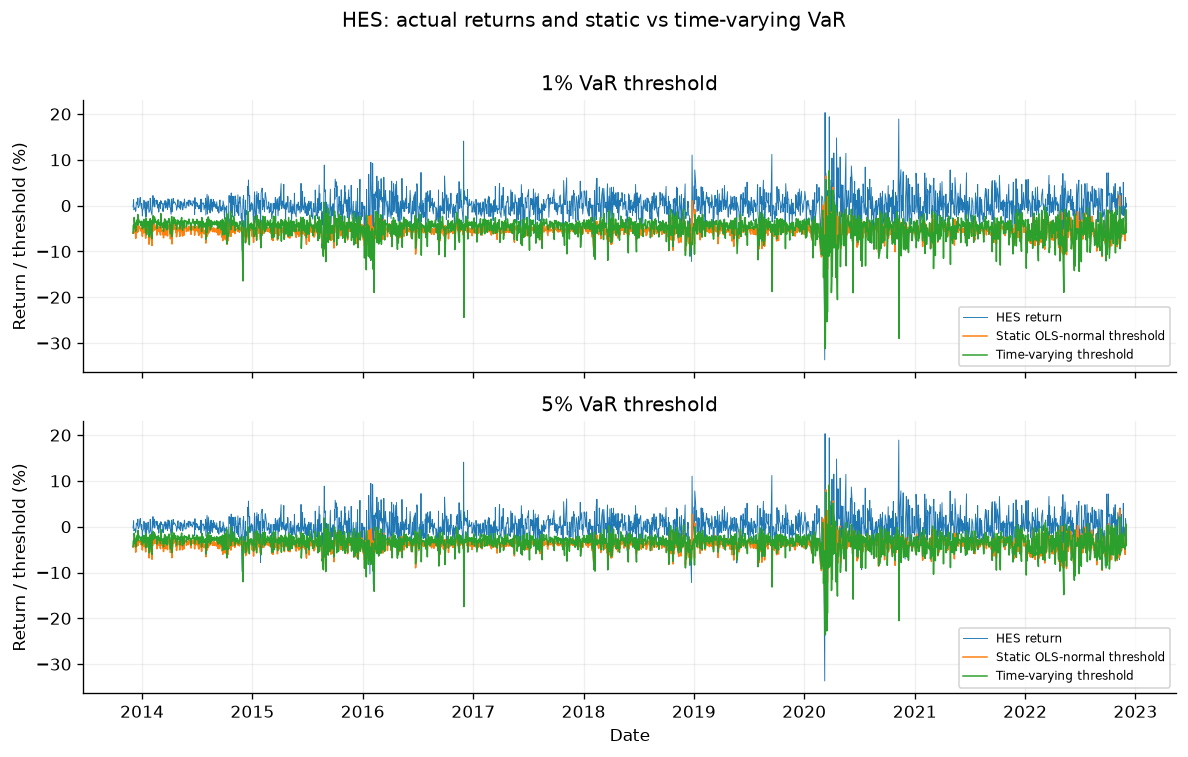 HES: actual returns and static vs time-varying VaR
1% VaR threshold
Return / threshold (%)
20
10
0
−10
−20
−30
HES return
Static OLS-normal threshold
Time-varying threshold
5% VaR threshold
Return / threshold (%)
20
10
0
−10
−20
−30
HES return
Static OLS-normal threshold
Time-varying threshold
2014 2015 2016 2017 2018 2019 2020 2021 2022 2023
Date